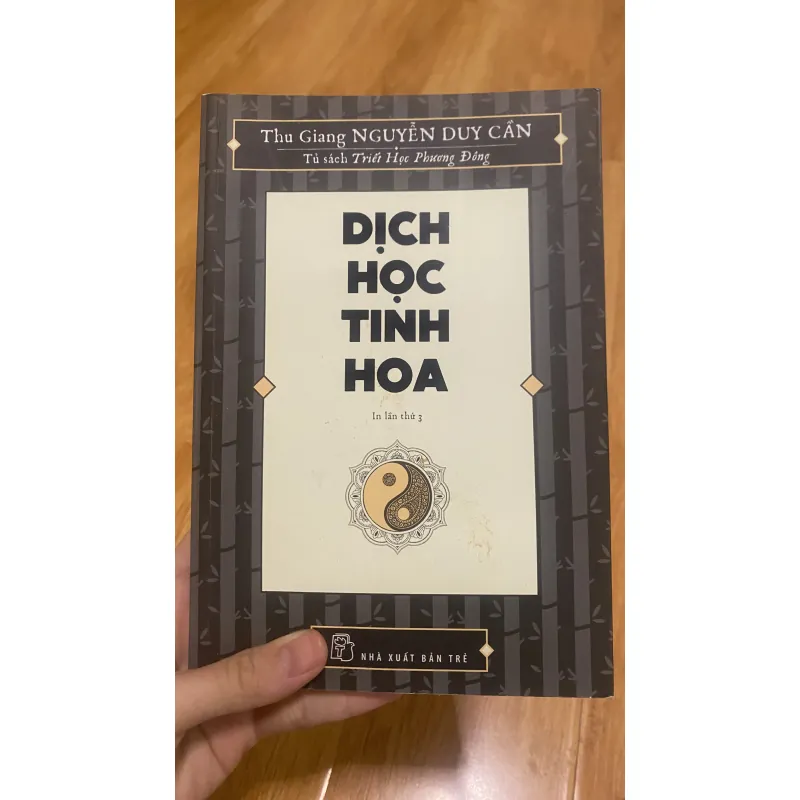 Thu Giang NGUYỄN DUY CẦN
Tủ sách Triết Học Phương Đông
DỊCH
HỌC
TINH
HOA
In lần thứ 3
NHÀ XUẤT BẢN TRẺ